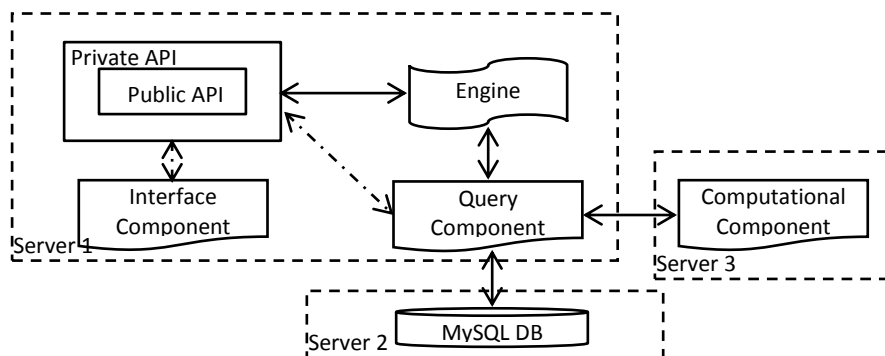 Private API
Public API
Engine
Interface
Component
Query
Component
Computational
Component
Server 1
Server 3
Server 2
MySQL DB